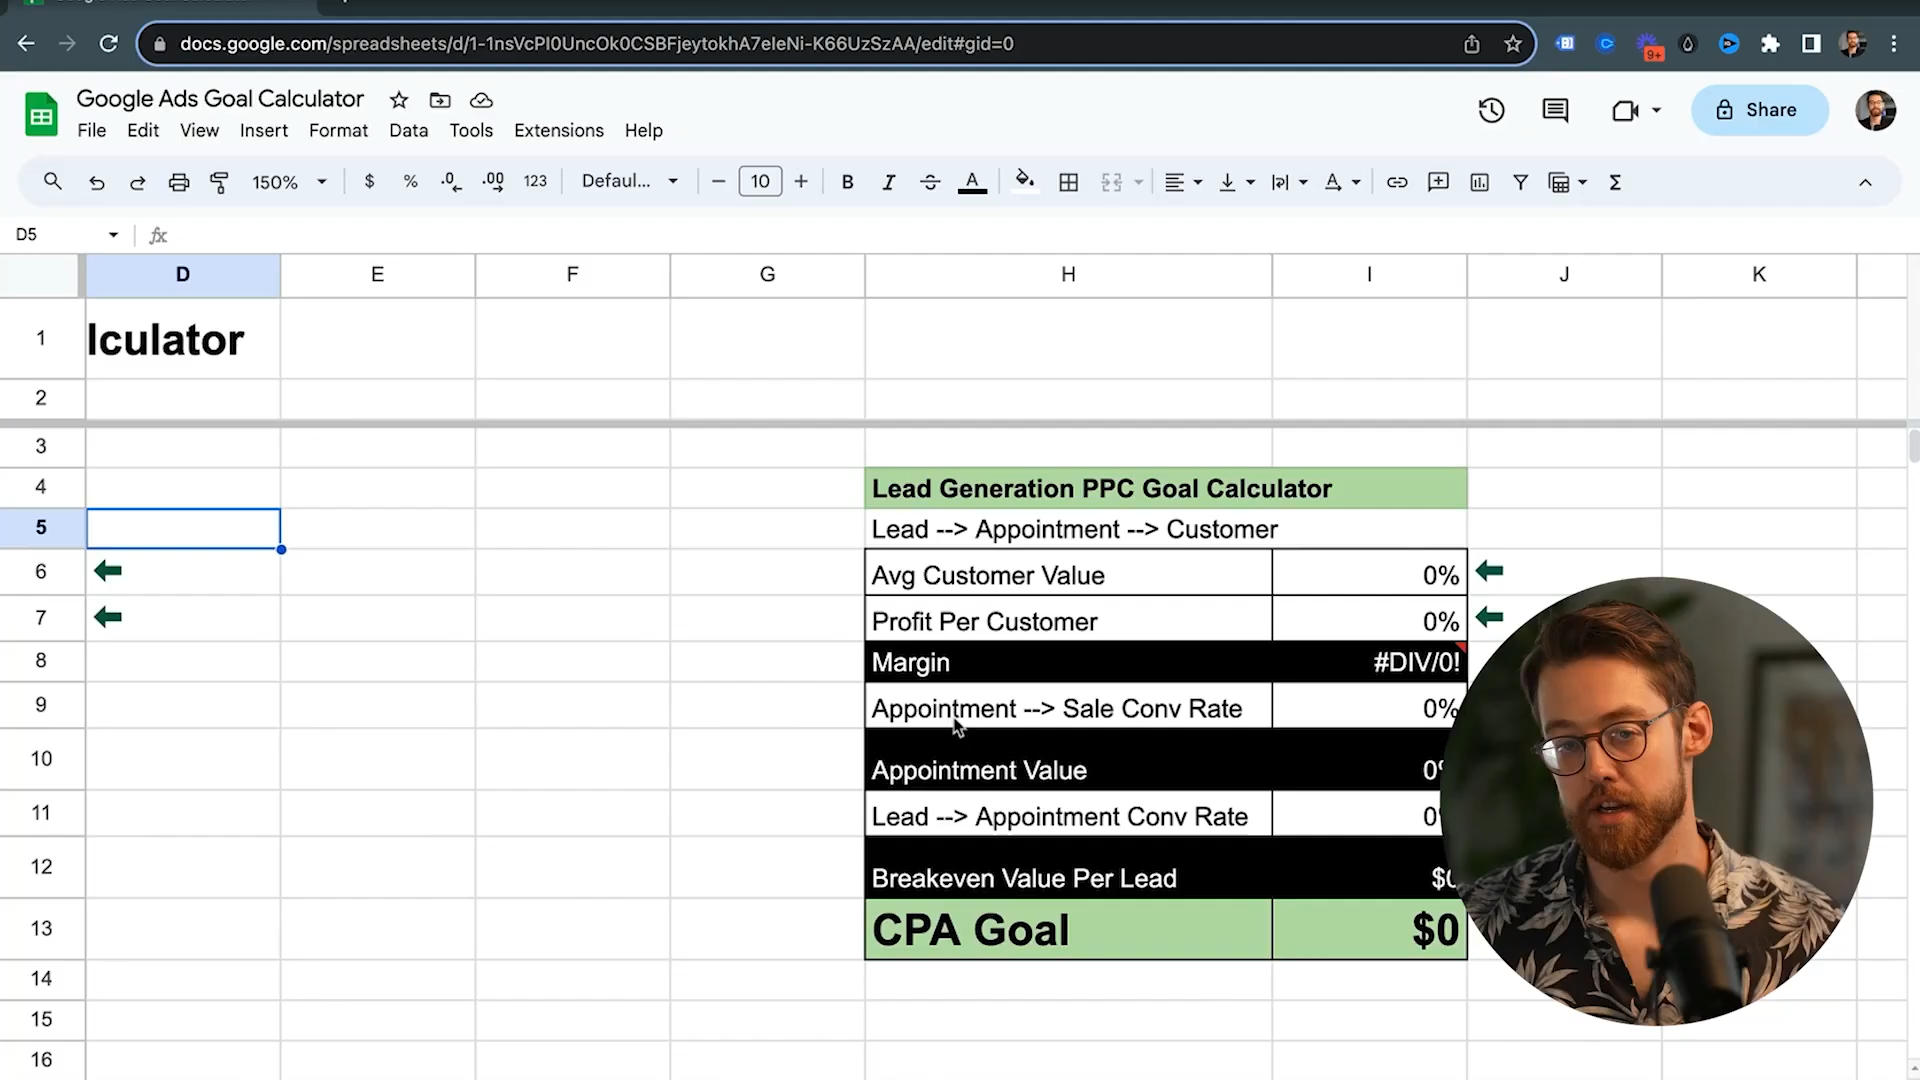 docs.google.com/spreadsheets/d/1-1nsVcPI0UncOk0CSBFjeytokhA7eIeNi-K66UzSzAA/edit#gid=0
9+
Google Ads Goal Calculator
File Edit View Insert Format Data Tools Extensions Help
Share
150% $ % .0 .00 123 Defaul... 10 B I A
D5 fx
D E F G H I J K
1 lculator
2
3
4 Lead Generation PPC Goal Calculator
5 Lead --> Appointment --> Customer
6 Avg Customer Value 0%
7 Profit Per Customer 0%
8 Margin #DIV/0!
9 Appointment --> Sale Conv Rate 0%
10 Appointment Value
11 Lead --> Appointment Conv Rate
12 Breakeven Value Per Lead
13 CPA Goal $0
14
15
16